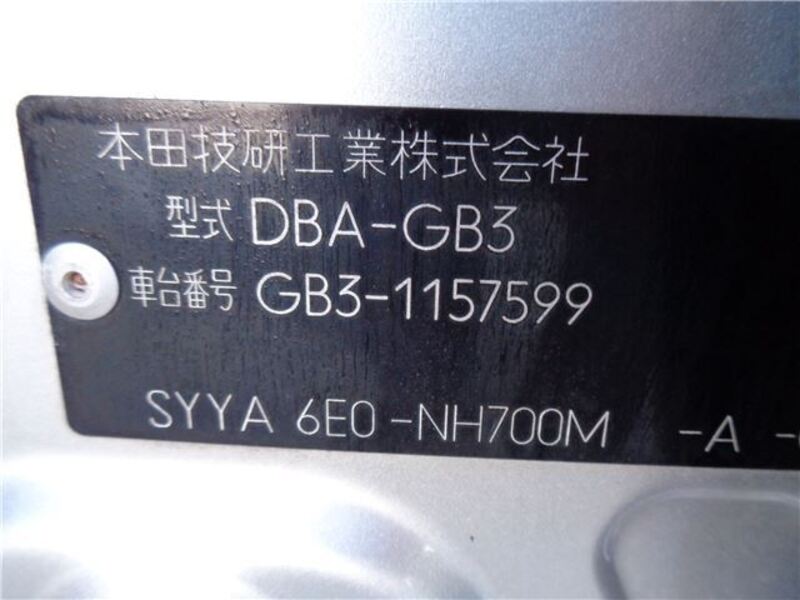 本田技研工業株式会社
型式 DBA-GB3
車台番号 GB3-1157599
SYYA 6E0-NH700M -A -